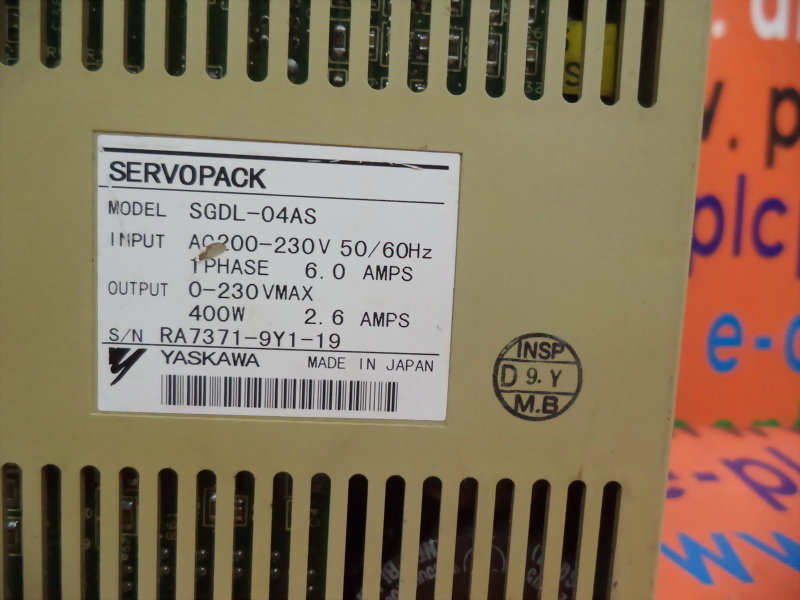 SERVOPACK
MODEL SGDL-04AS
INPUT AC200-230V 50/60Hz
1PHASE 6.0 AMPS
OUTPUT 0-230VMAX
400W 2.6 AMPS
S/N RA7371-9Y1-19
YASKAWA MADE IN JAPAN
INSP
D 9.Y
M.B